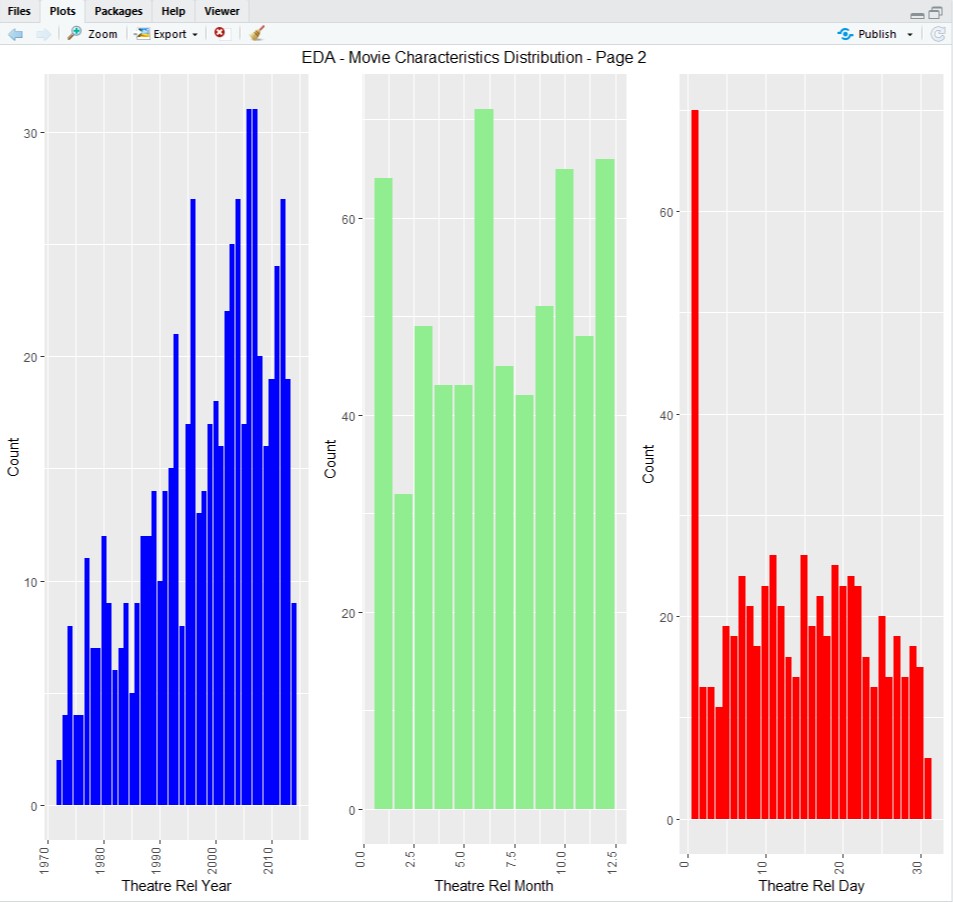 Files Plots Packages Help Viewer
Zoom Export Publish
EDA - Movie Characteristics Distribution - Page 2
30
20
10
0
Count
1970 1980 1990 2000 2010
Theatre Rel Year
60
40
20
0
Count
0.0 2.5 5.0 7.5 10.0 12.5
Theatre Rel Month
60
40
20
0
Count
0 10 20 30
Theatre Rel Day